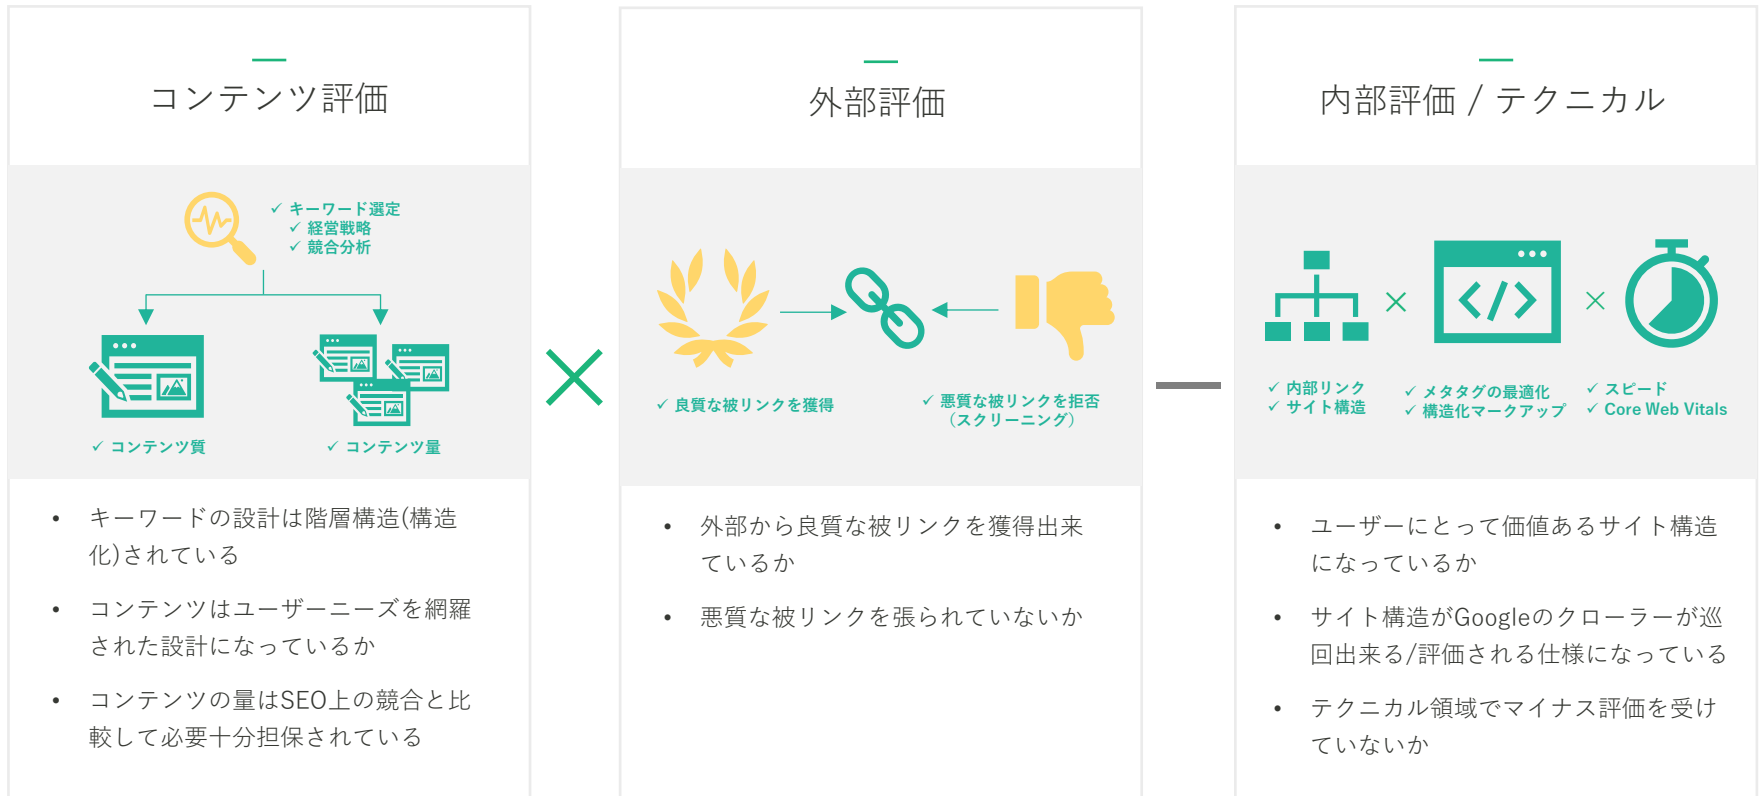 コンテンツ評価
✓ キーワード選定
✓ 経営戦略
✓ 競合分析
✓ コンテンツ質
✓ コンテンツ量
• キーワードの設計は階層構造(構造
化)されている
• コンテンツはユーザーニーズを網羅
された設計になっているか
• コンテンツの量はSEO上の競合と比
較して必要十分担保されている
×
外部評価
✓ 良質な被リンクを獲得
✓ 悪質な被リンクを拒否
(スクリーニング)
• 外部から良質な被リンクを獲得出来
ているか
• 悪質な被リンクを張られていないか
内部評価 / テクニカル
</>
✓ 内部リンク
✓ サイト構造
×
✓ メタタグの最適化
✓ 構造化マークアップ
×
✓ スピード
✓ Core Web Vitals
• ユーザーにとって価値あるサイト構造
になっているか
• サイト構造がGoogleのクローラーが巡
回出来る/評価される仕様になっている
• テクニカル領域でマイナス評価を受け
ていないか